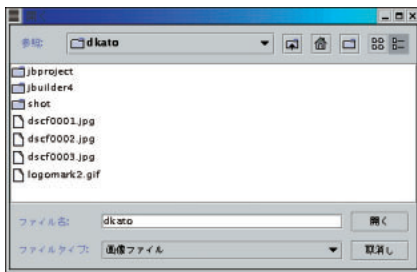 参照:
dkato
jbproject
jbuilder4
shot
dscf0001.jpg
dscf0002.jpg
dscf0003.jpg
logomark2.gif
ファイル名: dkato 開く
ファイルタイプ: 画像ファイル 取消し